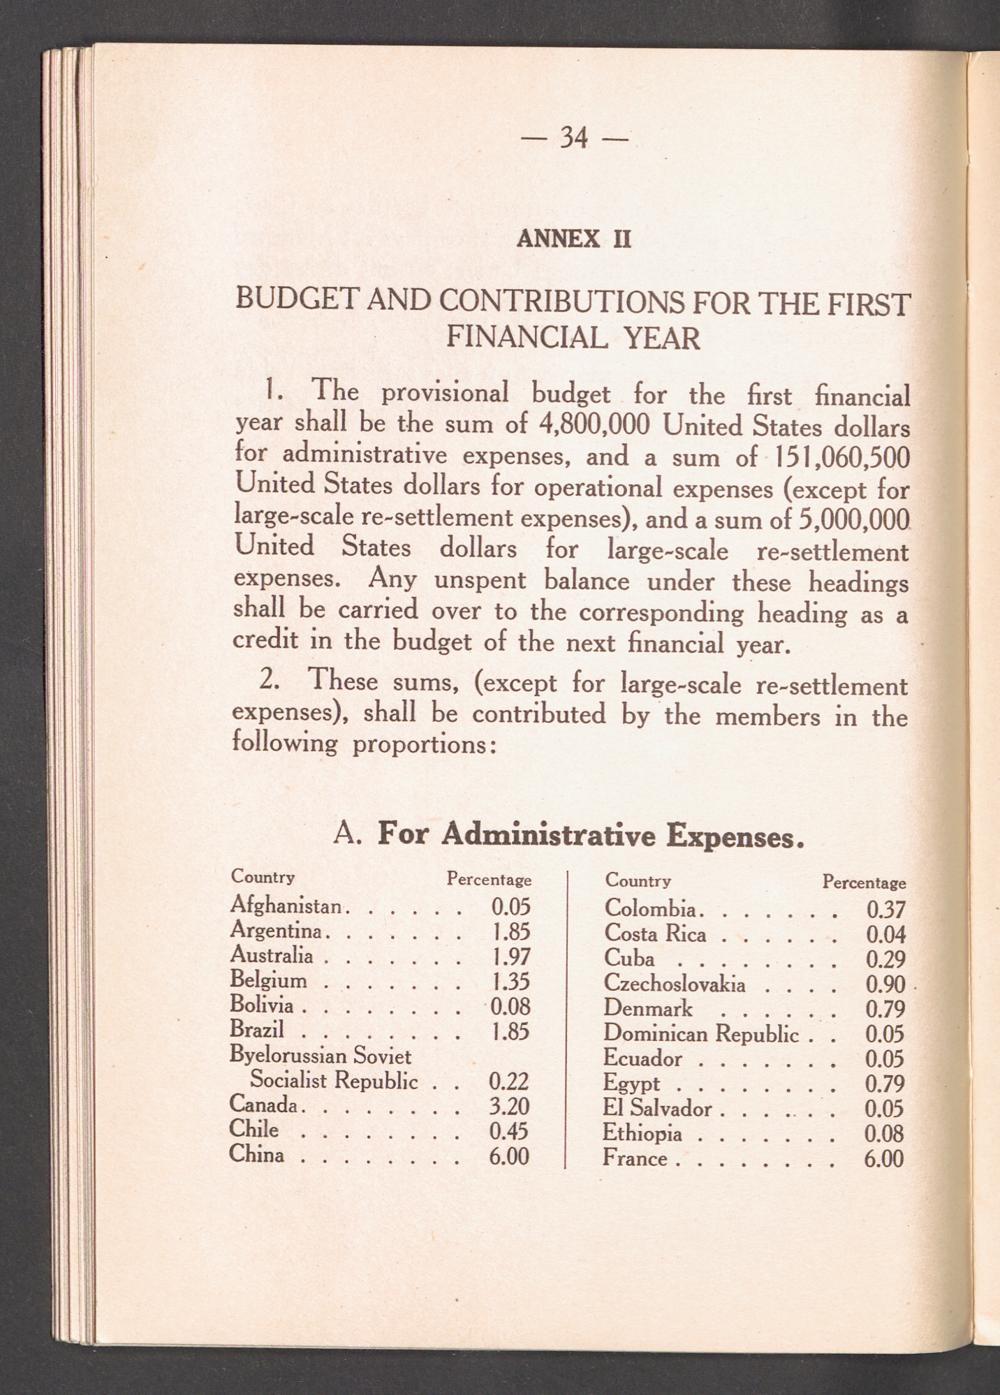 — 34 —
ANNEX II
BUDGET AND CONTRIBUTIONS FOR THE FIRST
FINANCIAL YEAR
1. The provisional budget for the first financial
year shall be the sum of 4,800,000 United States dollars
for administrative expenses, and a sum of 151,060,500
United States dollars for operational expenses (except for
large-scale re-settlement expenses), and a sum of 5,000,000
United States dollars for large-scale re-settlement
expenses. Any unspent balance under these headings
shall be carried over to the corresponding heading as a
credit in the budget of the next financial year.
2. These sums, (except for large-scale re-settlement
expenses), shall be contributed by the members in the
following proportions:
A. For Administrative Expenses.
Country Percentage
Afghanistan. . . . . . 0.05
Argentina. . . . . . . 1.85
Australia . . . . . . . 1.97
Belgium . . . . . . . 1.35
Bolivia . . . . . . . . 0.08
Brazil . . . . . . . . 1.85
Byelorussian Soviet
Socialist Republic . . 0.22
Canada. . . . . . . . 3.20
Chile . . . . . . . . 0.45
China . . . . . . . . 6.00
Country Percentage
Colombia. . . . . . . 0.37
Costa Rica . . . . . . 0.04
Cuba . . . . . . . . 0.29
Czechoslovakia . . . . 0.90
Denmark . . . . . . 0.79
Dominican Republic . . 0.05
Ecuador . . . . . . . 0.05
Egypt . . . . . . . . 0.79
El Salvador . . . . . . 0.05
Ethiopia . . . . . . . 0.08
France . . . . . . . . 6.00